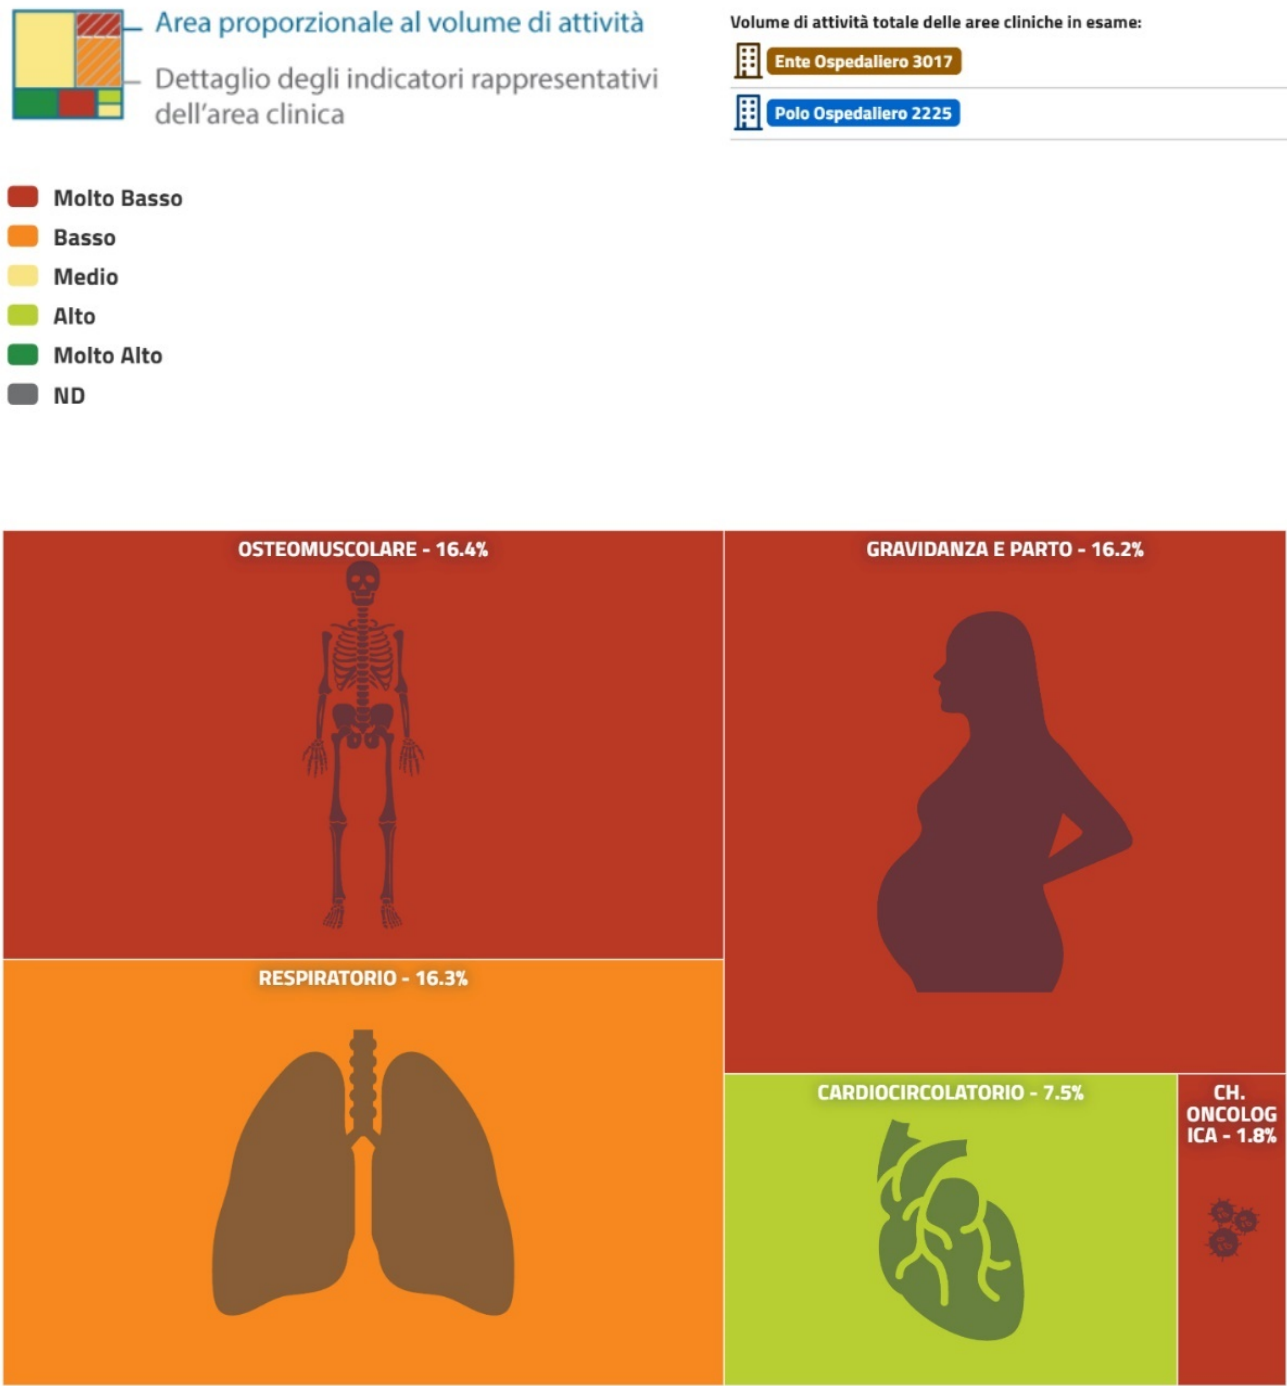 Area proporzionale al volume di attività
Dettaglio degli indicatori rappresentativi
dell'area clinica
Volume di attività totale delle aree cliniche in esame:
Ente Ospedaliero 3017
Polo Ospedaliero 2225
Molto Basso
Basso
Medio
Alto
Molto Alto
ND
OSTEOMUSCOLARE - 16.4%
GRAVIDANZA E PARTO - 16.2%
RESPIRATORIO - 16.3%
CARDIOCIRCOLATORIO - 7.5%
CH.
ONCOLOG
ICA - 1.8%